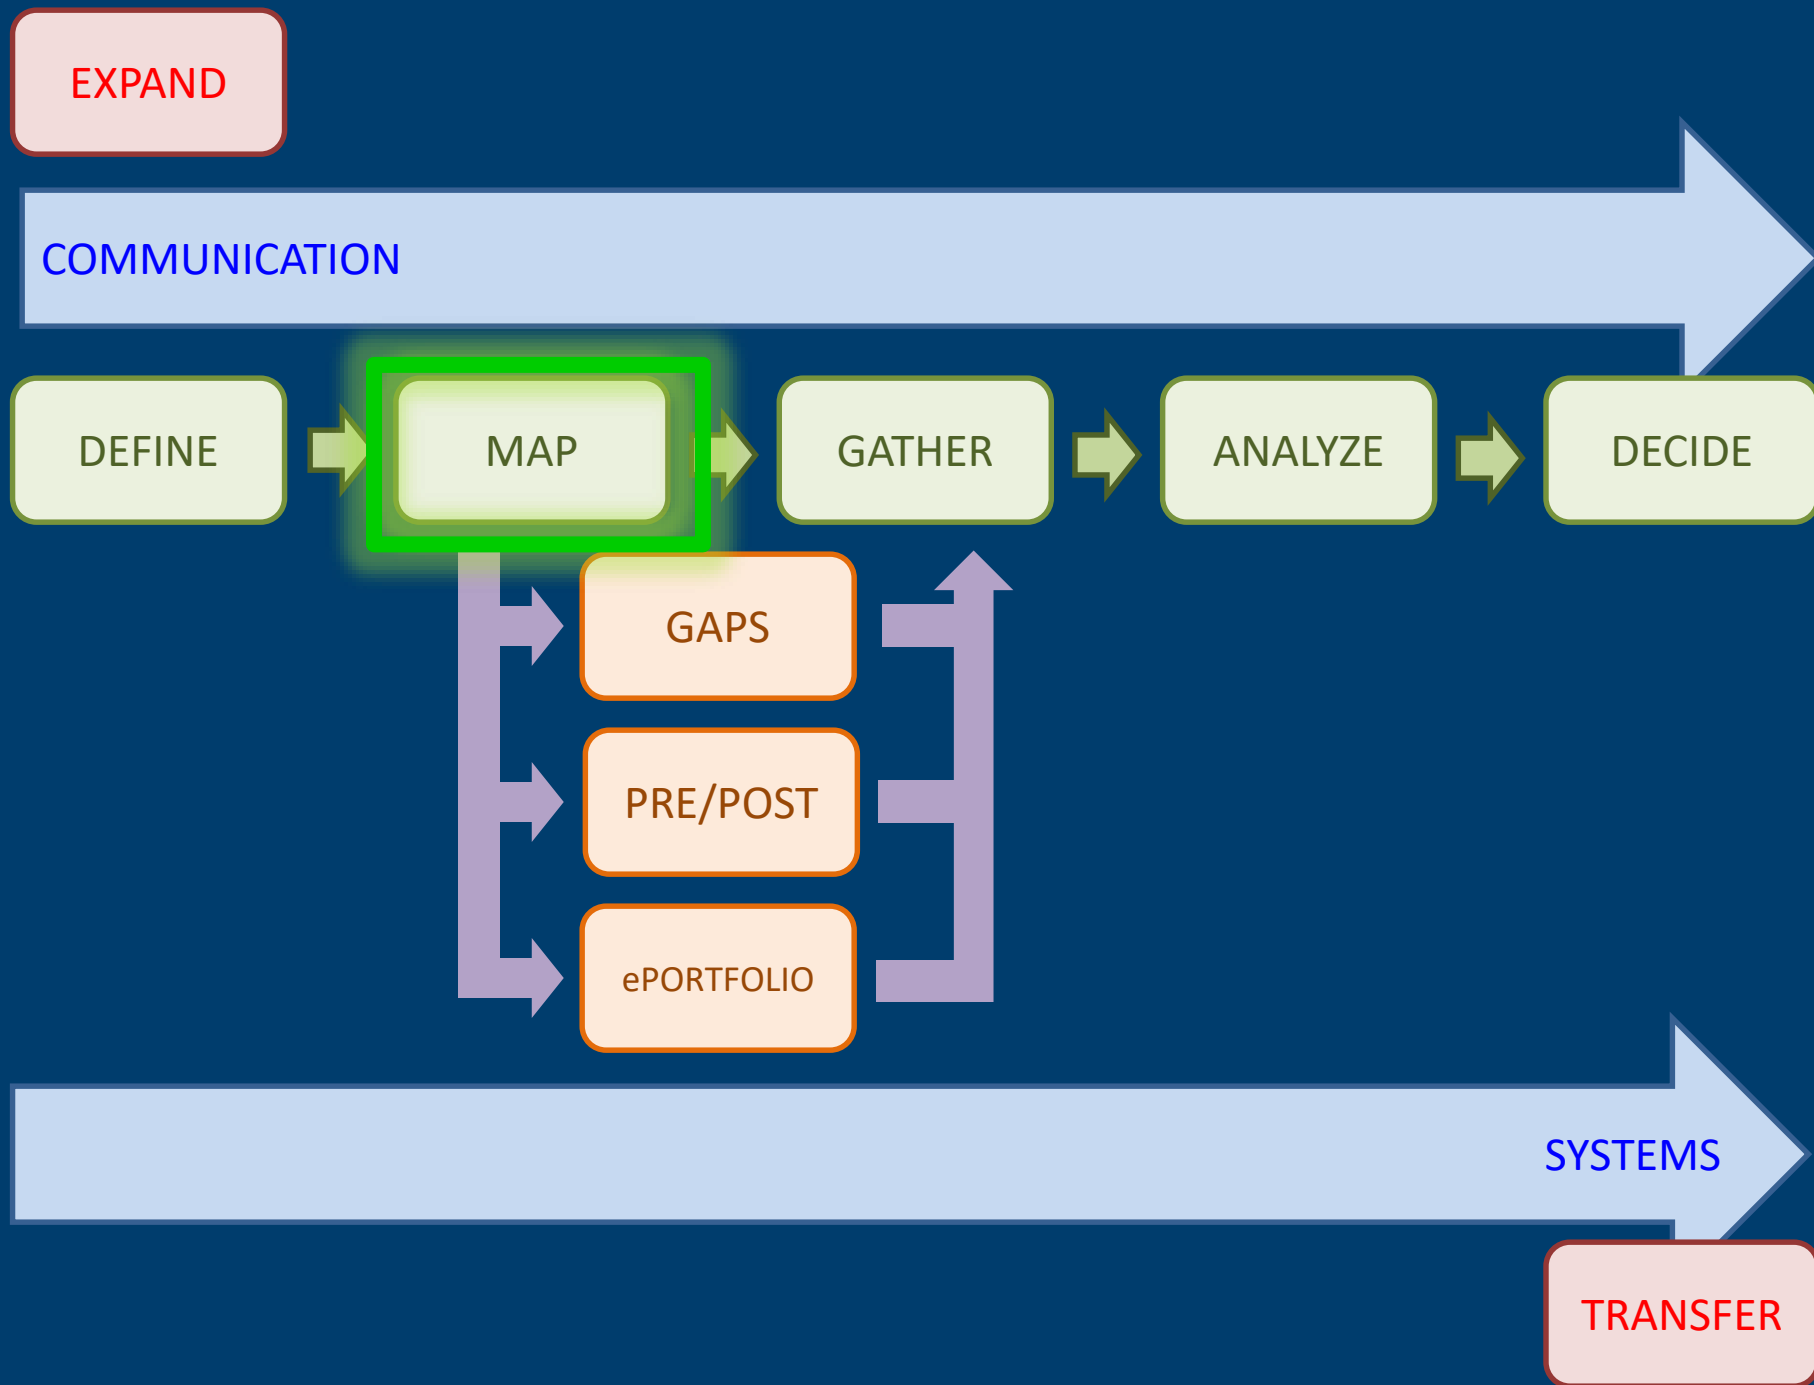 EXPAND
COMMUNICATION
DEFINE
MAP
GATHER
ANALYZE
DECIDE
GAPS
PRE/POST
ePORTFOLIO
SYSTEMS
TRANSFER